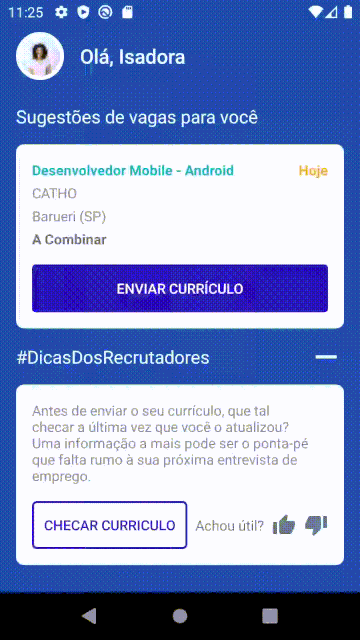 11:25
Olá, Isadora
Sugestões de vagas para você
Desenvolvedor Mobile - Android Hoje
CATHO
Barueri (SP)
A Combinar
ENVIAR CURRÍCULO
#DicasDosRecrutadores
Antes de enviar o seu currículo, que tal
checar a última vez que você o atualizou?
Uma informação a mais pode ser o ponta-pé
que falta rumo à sua próxima entrevista de
emprego.
CHECAR CURRICULO Achou útil?